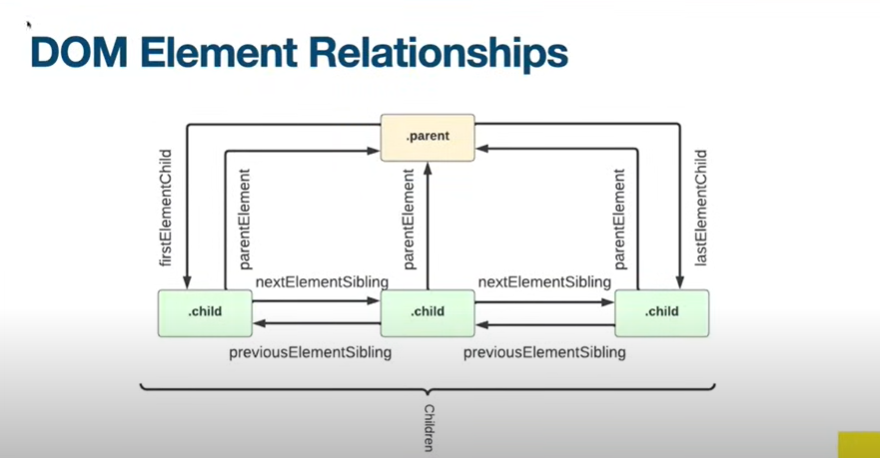 DOM Element Relationships
.parent
firstElementChild
parentElement
parentElement
parentElement
lastElementChild
nextElementSibling
nextElementSibling
.child
.child
.child
previousElementSibling
previousElementSibling
Children